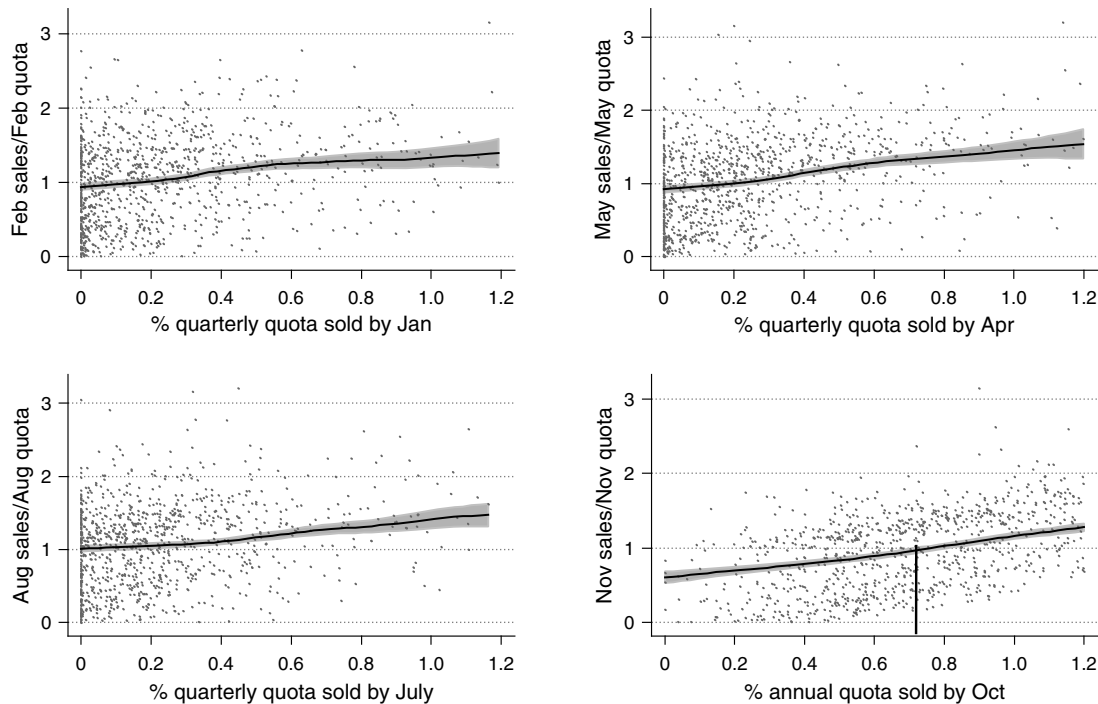 Feb sales/Feb quota
3
2
1
0
0 0.2 0.4 0.6 0.8 1.0 1.2
% quarterly quota sold by Jan
May sales/May quota
3
2
1
0
0 0.2 0.4 0.6 0.8 1.0 1.2
% quarterly quota sold by Apr
Aug sales/Aug quota
3
2
1
0
0 0.2 0.4 0.6 0.8 1.0 1.2
% quarterly quota sold by July
Nov sales/Nov quota
3
2
1
0
0 0.2 0.4 0.6 0.8 1.0 1.2
% annual quota sold by Oct